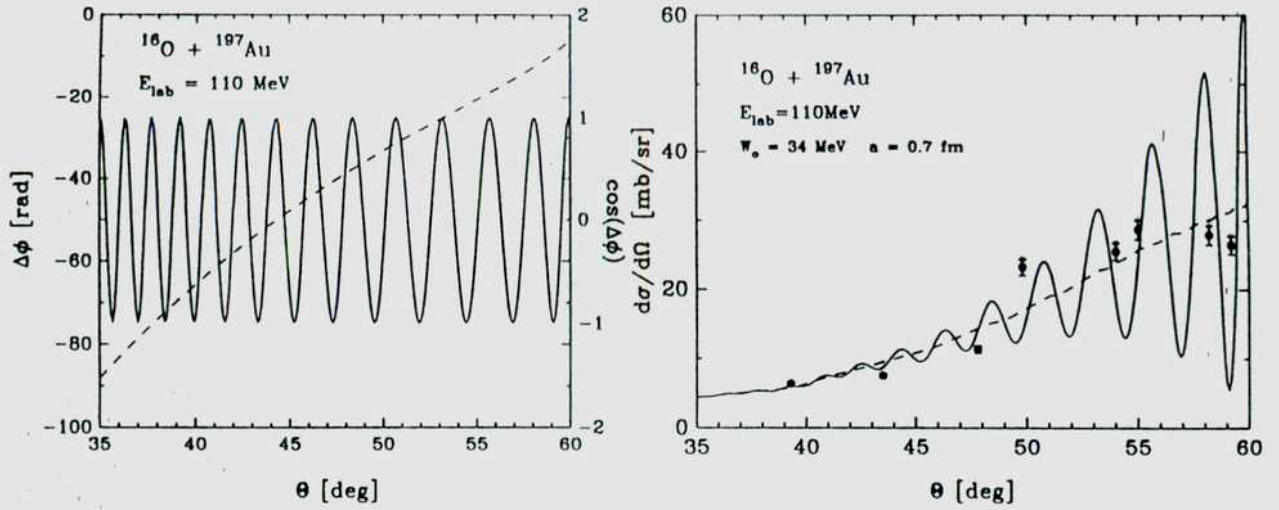 ¹⁶O + ¹⁹⁷Au
E_lab = 110 MeV
0
−20
−40
−60
−80
−100
Δϕ [rad]
2
1
0
−1
−2
cos(Δϕ)
35
40
45
50
55
60
Θ [deg]
¹⁶O + ¹⁹⁷Au
E_lab=110MeV
W_o = 34 MeV a = 0.7 fm
60
40
20
0
dσ/dΩ [mb/sr]
35
40
45
50
55
60
Θ [deg]